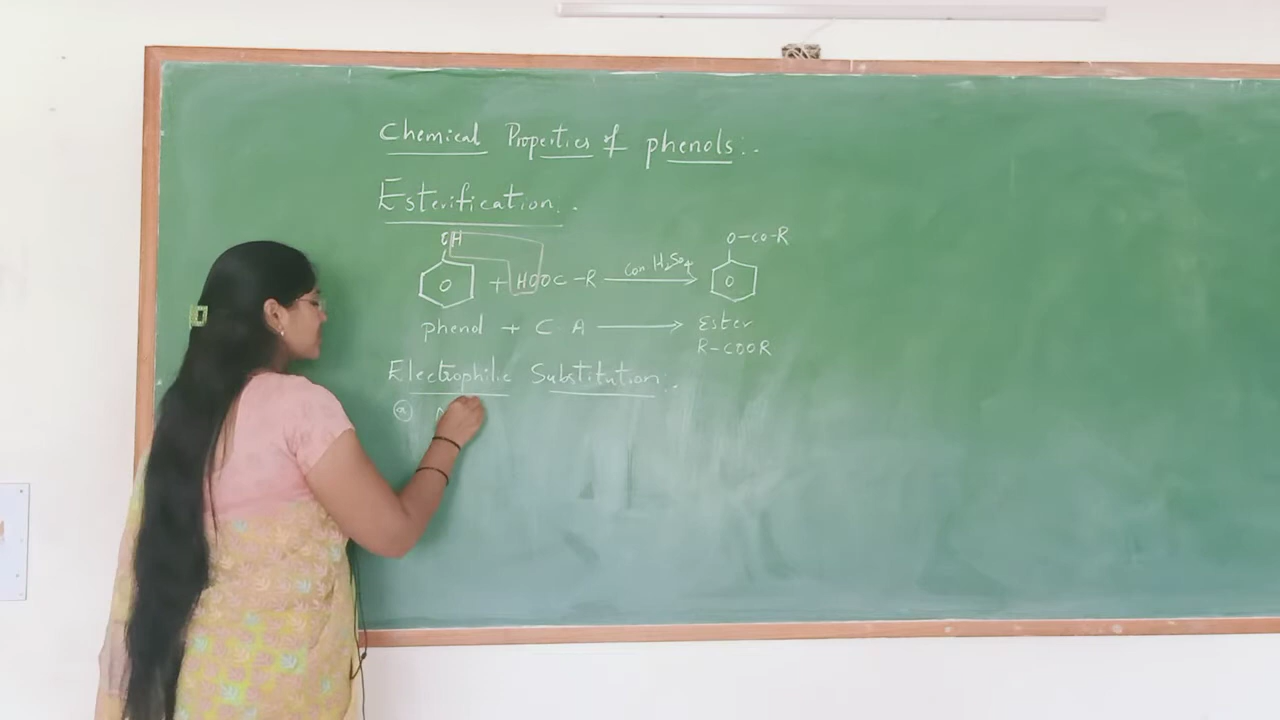 Chemical Properties of phenols:-
Esterification:-
OH
O-CO-R
+ HOOC-R Con H2SO4
phenol + C A Ester
R-COOR
Electrophilic Substitution:-
(a) N